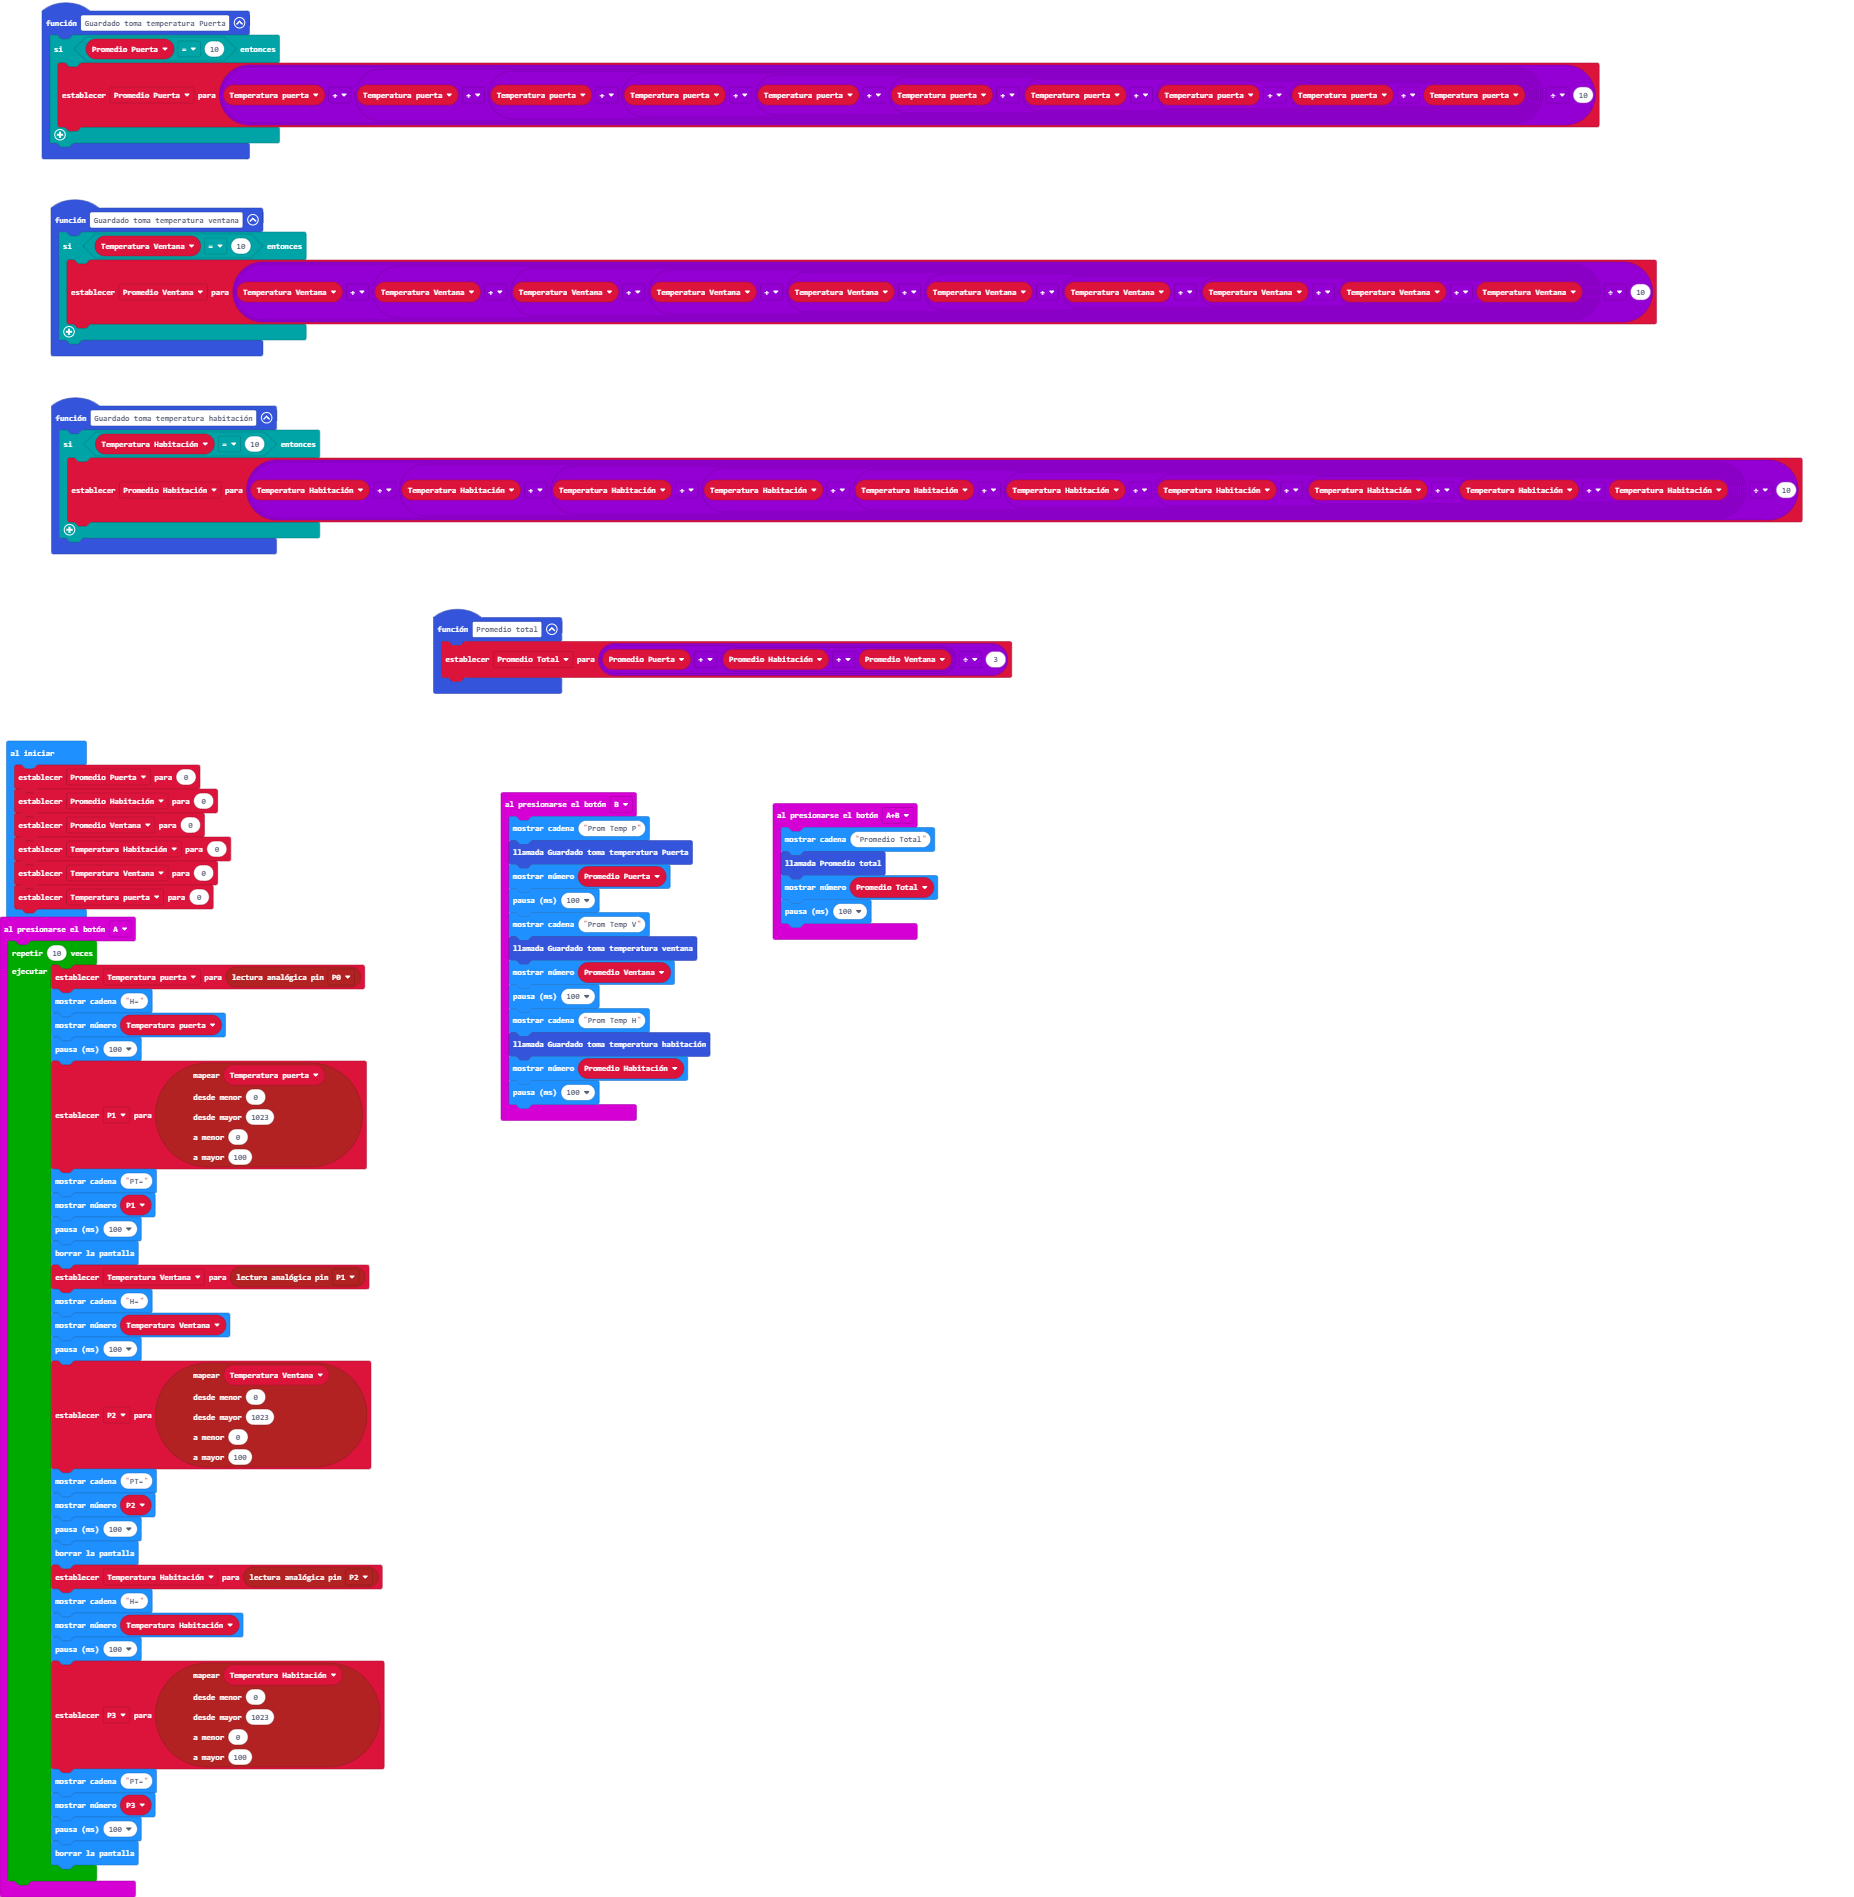 función Guardado toma temperatura Puerta
si Promedio Puerta = 10 entonces
establecer Promedio Puerta para Temperatura puerta + Temperatura puerta + Temperatura puerta + Temperatura puerta + Temperatura puerta + Temperatura puerta + Temperatura puerta + Temperatura puerta + Temperatura puerta + Temperatura puerta ÷ 10
función Guardado toma temperatura ventana
si Temperatura Ventana = 10 entonces
establecer Promedio Ventana para Temperatura Ventana + Temperatura Ventana + Temperatura Ventana + Temperatura Ventana + Temperatura Ventana + Temperatura Ventana + Temperatura Ventana + Temperatura Ventana + Temperatura Ventana + Temperatura Ventana ÷ 10
función Guardado toma temperatura habitación
si Temperatura Habitación = 10 entonces
establecer Promedio Habitación para Temperatura Habitación + Temperatura Habitación + Temperatura Habitación + Temperatura Habitación + Temperatura Habitación + Temperatura Habitación + Temperatura Habitación + Temperatura Habitación + Temperatura Habitación + Temperatura Habitación ÷ 10
función Promedio total
establecer Promedio Total para Promedio Puerta + Promedio Habitación + Promedio Ventana ÷ 3
al iniciar
establecer Promedio Puerta para 0
establecer Promedio Habitación para 0
establecer Promedio Ventana para 0
establecer Temperatura Habitación para 0
establecer Temperatura Ventana para 0
establecer Temperatura puerta para 0
al presionarse el botón A
repetir 10 veces
ejecutar
establecer Temperatura puerta para lectura analógica pin P0
mostrar cadena "H="
mostrar número Temperatura puerta
pausa (ms) 100
establecer P1 para
mapear Temperatura puerta
desde menor 0
desde mayor 1023
a menor 0
a mayor 100
mostrar cadena "PT="
mostrar número P1
pausa (ms) 100
borrar la pantalla
establecer Temperatura Ventana para lectura analógica pin P1
mostrar cadena "H="
mostrar número Temperatura Ventana
pausa (ms) 100
establecer P2 para
mapear Temperatura Ventana
desde menor 0
desde mayor 1023
a menor 0
a mayor 100
mostrar cadena "PT="
mostrar número P2
pausa (ms) 100
borrar la pantalla
establecer Temperatura Habitación para lectura analógica pin P2
mostrar cadena "H="
mostrar número Temperatura Habitación
pausa (ms) 100
establecer P3 para
mapear Temperatura Habitación
desde menor 0
desde mayor 1023
a menor 0
a mayor 100
mostrar cadena "PT="
mostrar número P3
pausa (ms) 100
borrar la pantalla
al presionarse el botón B
mostrar cadena "Prom Temp P"
llamada Guardado toma temperatura Puerta
mostrar número Promedio Puerta
pausa (ms) 100
mostrar cadena "Prom Temp V"
llamada Guardado toma temperatura ventana
mostrar número Promedio Ventana
pausa (ms) 100
mostrar cadena "Prom Temp H"
llamada Guardado toma temperatura habitación
mostrar número Promedio Habitación
pausa (ms) 100
al presionarse el botón A+B
mostrar cadena "Promedio Total"
llamada Promedio total
mostrar número Promedio Total
pausa (ms) 100